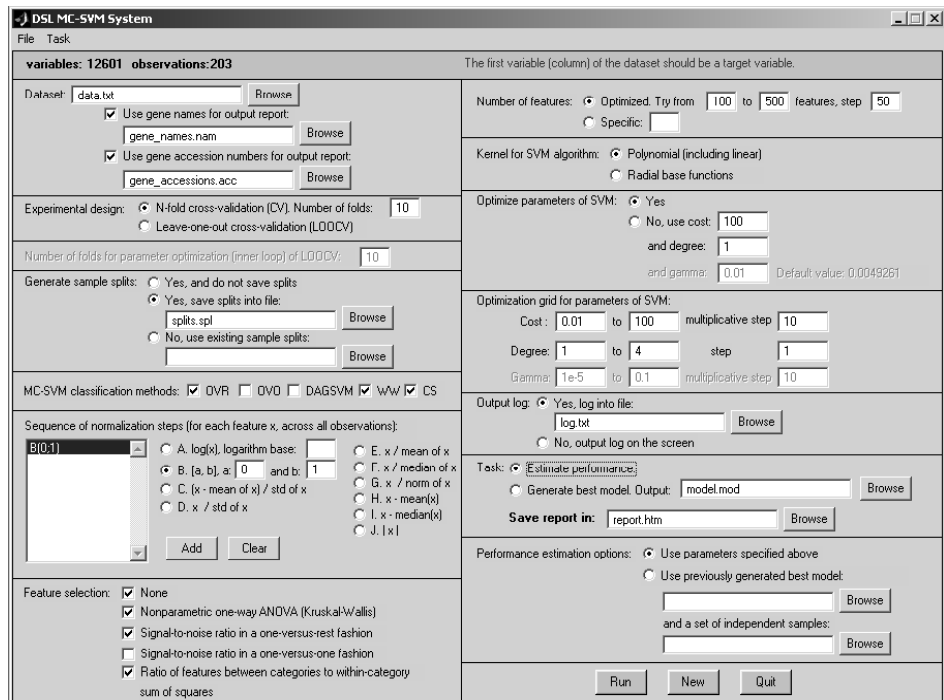 DSL MC-SVM System
File Task
variables: 12601 observations:203
The first variable (column) of the dataset should be a target variable.
Dataset: data.txt Browse
Use gene names for output report:
gene_names.nam Browse
Use gene accession numbers for output report:
gene_accessions.acc Browse
Experimental design: N-fold cross-validation (CV). Number of folds: 10
Leave-one-out cross-validation (LOOCV)
Number of folds for parameter optimization (inner loop) of LOOCV: 10
Generate sample splits: Yes, and do not save splits
Yes, save splits into file:
splits.spl Browse
No, use existing sample splits:
Browse
MC-SVM classification methods: OVR OVO DAGSVM WW CS
Sequence of normalization steps (for each feature x, across all observations):
B(0;1)
A. log(x), logarithm base:
B. [a, b], a: 0 and b: 1
C. (x - mean of x) / std of x
D. x / std of x
E. x / mean of x
F. x / median of x
G. x / norm of x
H. x - mean(x)
I. x - median(x)
J. | x |
Add Clear
Feature selection: None
Nonparametric one-way ANOVA (Kruskal-Wallis)
Signal-to-noise ratio in a one-versus-rest fashion
Signal-to-noise ratio in a one-versus-one fashion
Ratio of features between categories to within-category
sum of squares
Number of features: Optimized. Try from 100 to 500 features, step 50
Specific:
Kernel for SVM algorithm: Polynomial (including linear)
Radial base functions
Optimize parameters of SVM: Yes
No, use cost: 100
and degree: 1
and gamma: 0.01 Default value: 0.0049261
Optimization grid for parameters of SVM:
Cost : 0.01 to 100 multiplicative step 10
Degree: 1 to 4 step 1
Gamma: 1e-5 to 0.1 multiplicative step 10
Output log: Yes, log into file:
log.txt Browse
No, output log on the screen
Task: Estimate performance.
Generate best model. Output: model.mod Browse
Save report in: report.htm Browse
Performance estimation options: Use parameters specified above
Use previously generated best model:
Browse
and a set of independent samples:
Browse
Run New Quit